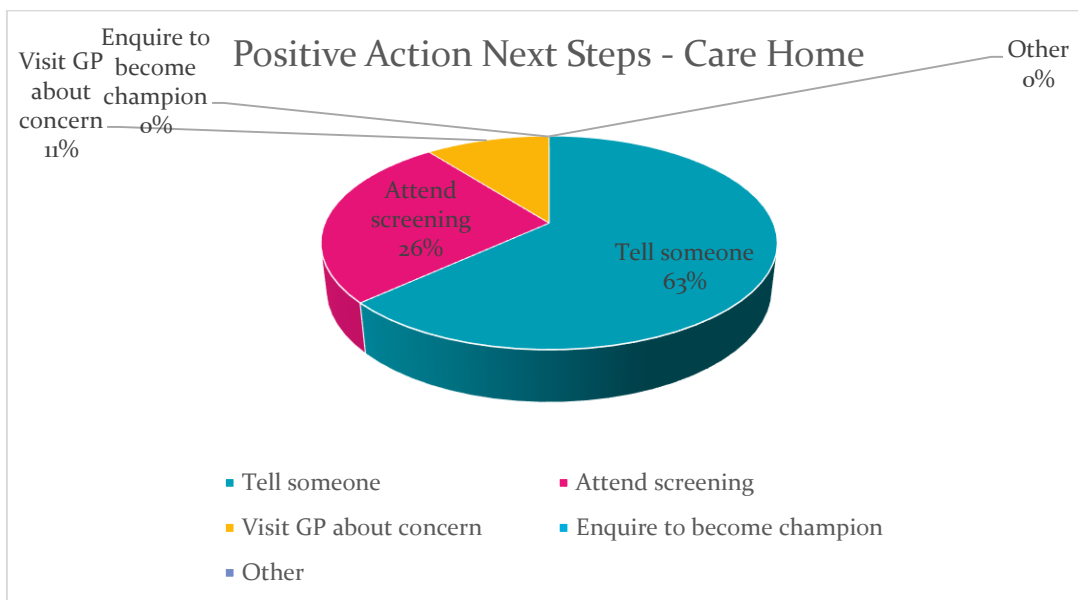 Positive Action Next Steps - Care Home
Enquire to
become
champion
0%
Visit GP
about
concern
11%
Other
0%
Attend
screening
26%
Tell someone
63%
Tell someone
Attend screening
Visit GP about concern
Enquire to become champion
Other